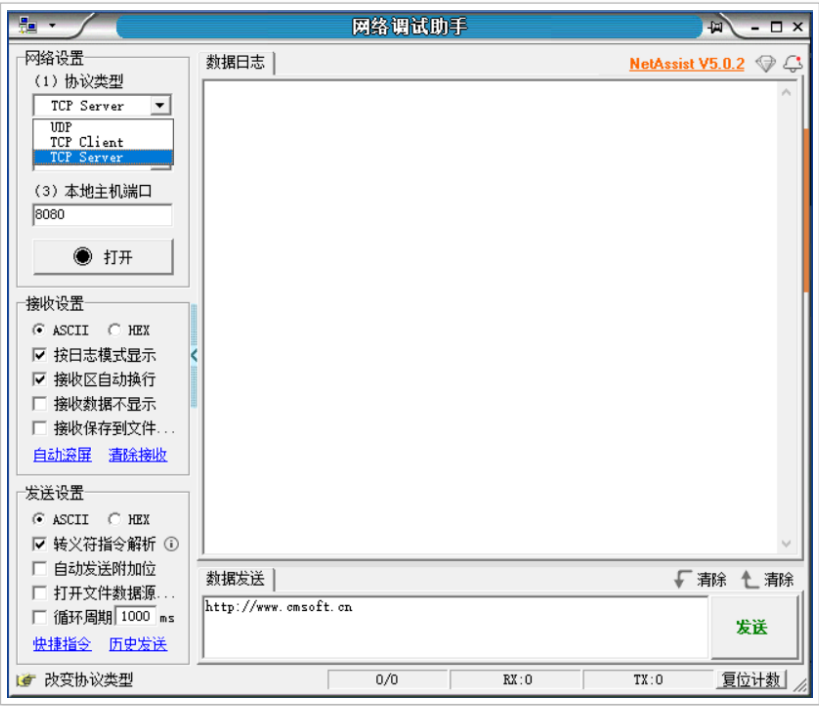 网络调试助手
网络设置
(1) 协议类型
TCP Server
UDP
TCP Client
TCP Server
(3) 本地主机端口
8080
打开
接收设置
ASCII HEX
按日志模式显示
接收区自动换行
接收数据不显示
接收保存到文件...
自动滚屏 清除接收
发送设置
ASCII HEX
转义符指令解析
自动发送附加位
打开文件数据源...
循环周期 1000 ms
快捷指令 历史发送
数据日志
NetAssist V5.0.2
数据发送
清除 清除
http://www.cmsoft.cn
发送
改变协议类型
0/0
RX:0
TX:0
复位计数